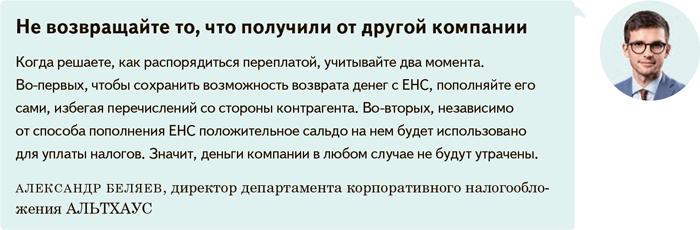 Не возвращайте то, что получили от другой компании
Когда решаете, как распорядиться переплатой, учитывайте два момента.
Во-первых, чтобы сохранить возможность возврата денег с ЕНС, пополняйте его
сами, избегая перечислений со стороны контрагента. Во-вторых, независимо
от способа пополнения ЕНС положительное сальдо на нем будет использовано
для уплаты налогов. Значит, деньги компании в любом случае не будут утрачены.
АЛЕКСАНДР БЕЛЯЕВ, директор департамента корпоративного налогообло-
жения АЛЬТХАУС